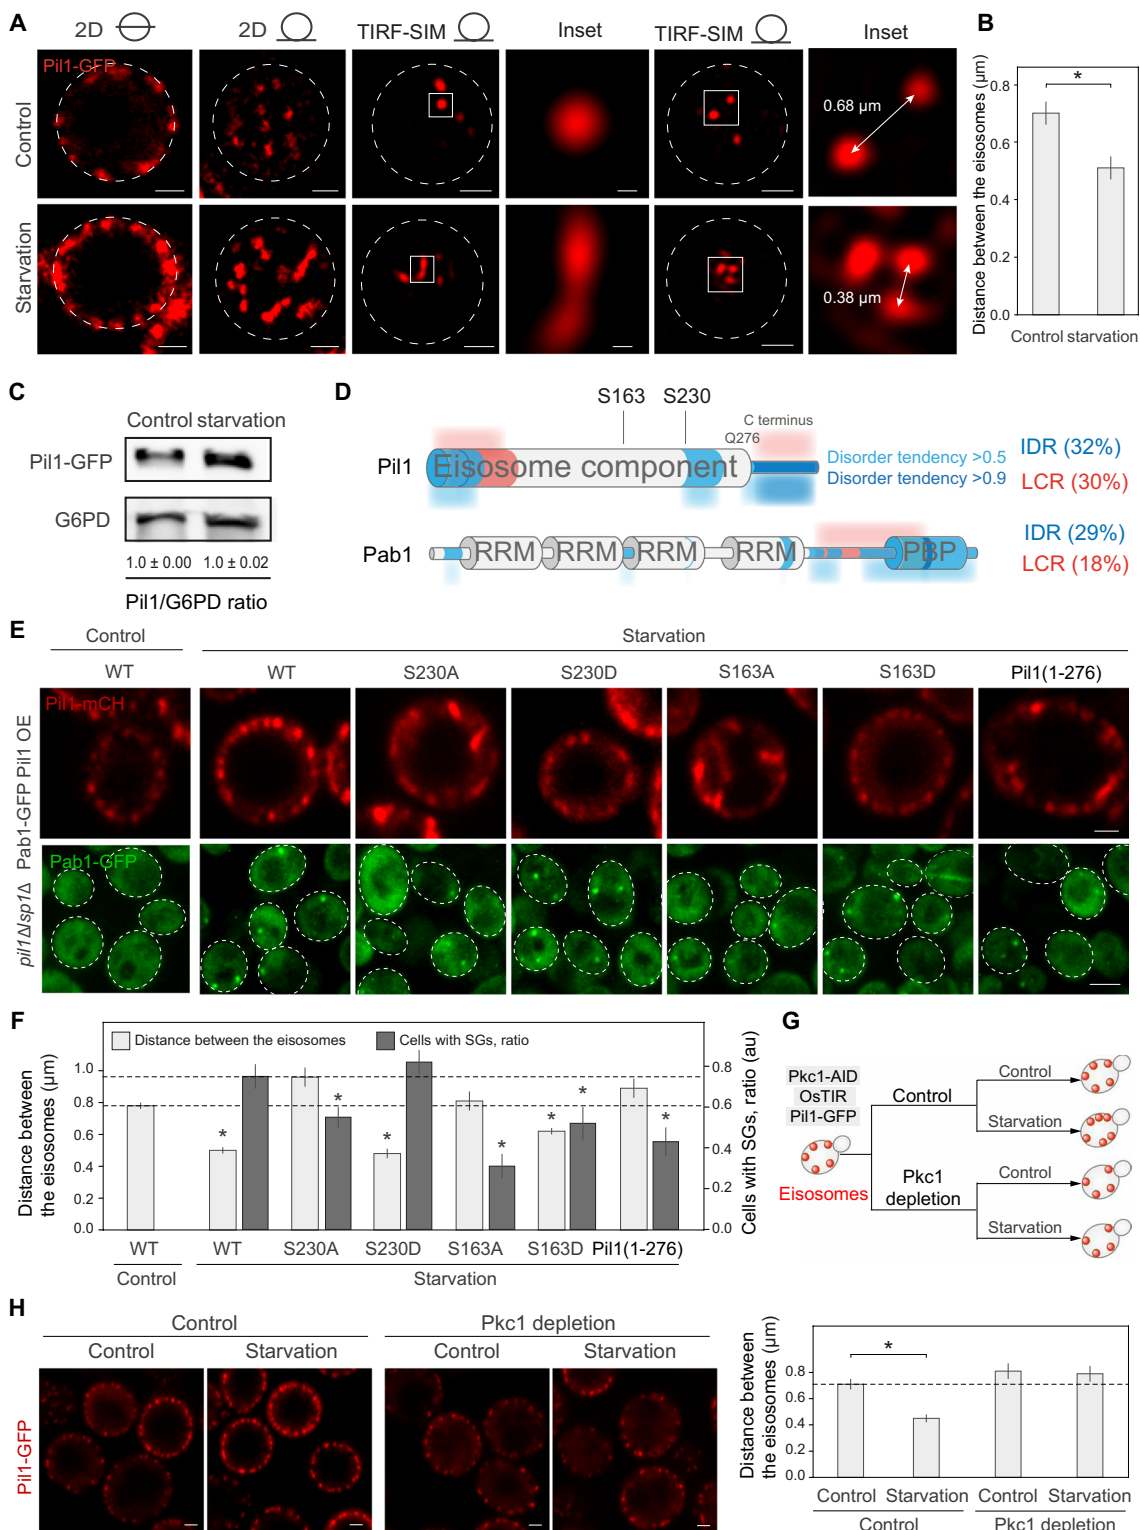 A
2D
2D
TIRF-SIM
Inset
TIRF-SIM
Inset
Pil1-GFP
Control
Starvation
0.68 µm
0.38 µm
B
Distance between the eisosomes (µm)
0.8
0.6
0.4
0.2
0.0
*
Control starvation
C
Control starvation
Pil1-GFP
G6PD
1.0 ± 0.00 1.0 ± 0.02
Pil1/G6PD ratio
D
S163 S230
C terminus
Q276
Pil1
Eisosome component
Disorder tendency >0.5
Disorder tendency >0.9
IDR (32%)
LCR (30%)
Pab1
RRM RRM RRM RRM PBP
IDR (29%)
LCR (18%)
E
Control
Starvation
WT
WT
S230A
S230D
S163A
S163D
Pil1(1-276)
pil1Δlsp1Δ Pab1-GFP Pil1 OE
Pil1-mCH
Pab1-GFP
F
Distance between
the eisosomes (µm)
1.0
0.8
0.6
0.4
0.2
0.0
Distance between the eisosomes
Cells with SGs, ratio
* * * * * * *
0.8
0.6
0.4
0.2
0.0
Cells with SGs, ratio (au)
WT
WT
S230A
S230D
S163A
S163D
Pil1(1-276)
Control
Starvation
G
Pkc1-AID
OsTIR
Pil1-GFP
Eisosomes
Control
Pkc1
depletion
Control
Starvation
Control
Starvation
H
Control
Pkc1 depletion
Control
Starvation
Control
Starvation
Pil1-GFP
Distance between
the eisosomes (µm)
0.8
0.6
0.4
0.8
0.0
*
Control Starvation Control Starvation
Control
Pkc1 depletion